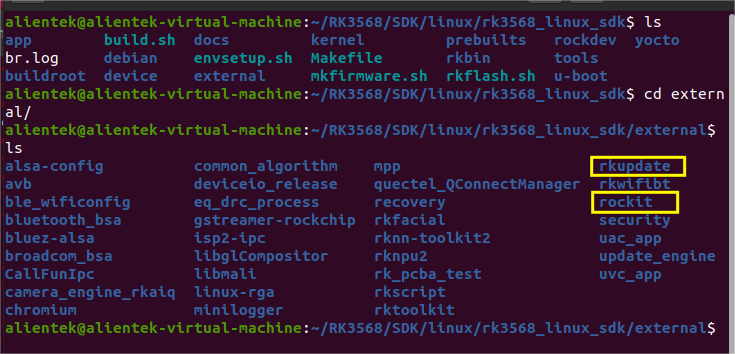 alientek@alientek-virtual-machine:~/RK3568/SDK/linux/rk3568_linux_sdk$ ls
app build.sh docs kernel prebuilts rockdev yocto
br.log debian envsetup.sh Makefile rkbin tools
buildroot device external mkfirmware.sh rkflash.sh u-boot
alientek@alientek-virtual-machine:~/RK3568/SDK/linux/rk3568_linux_sdk$ cd extern
al/
alientek@alientek-virtual-machine:~/RK3568/SDK/linux/rk3568_linux_sdk/external$
ls
alsa-config common_algorithm mpp rkupdate
avb deviceio_release quectel_QConnectManager rkwifibt
ble_wificonfig eq_drc_process recovery rockit
bluetooth_bsa gstreamer-rockchip rkfacial security
bluez-alsa isp2-ipc rknn-toolkit2 uac_app
broadcom_bsa libglCompositor rknpu2 update_engine
CallFunIpc libmali rk_pcba_test uvc_app
camera_engine_rkaiq linux-rga rkscript
chromium minilogger rktoolkit
alientek@alientek-virtual-machine:~/RK3568/SDK/linux/rk3568_linux_sdk/external$